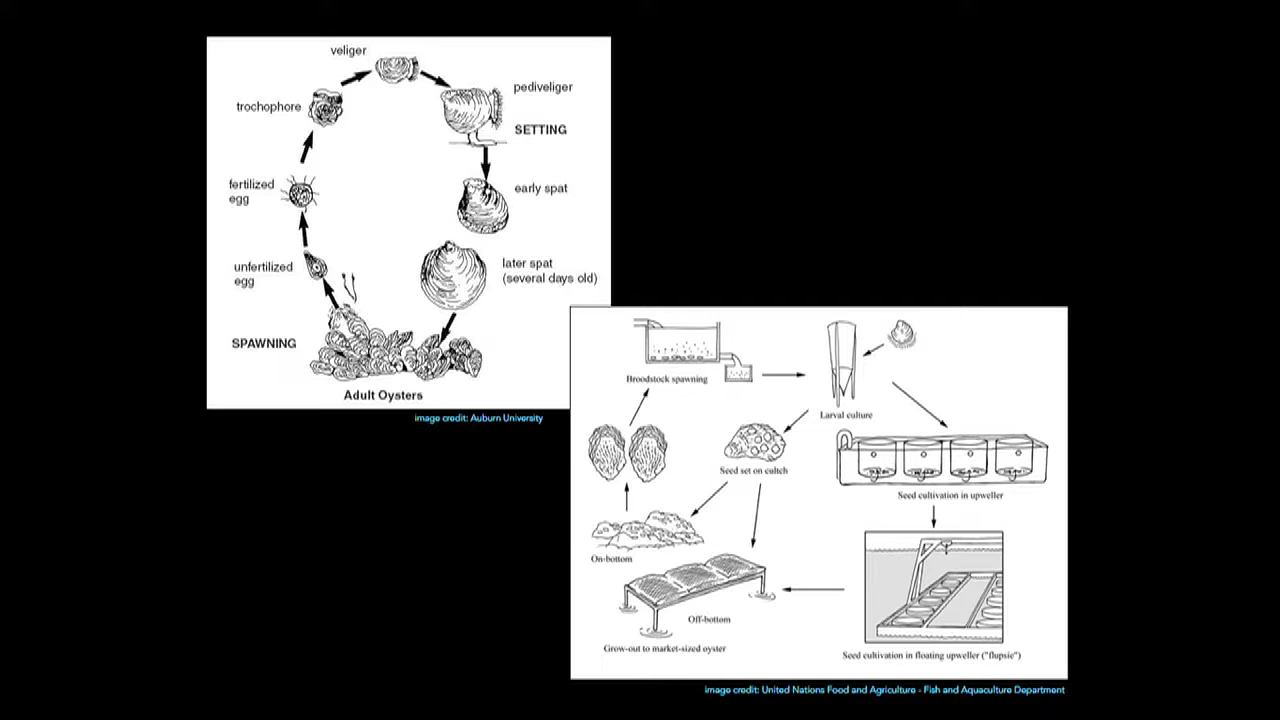 veliger
pediveliger
trochophore
SETTING
fertilized
egg
early spat
unfertilized
egg
later spat
(several days old)
SPAWNING
Adult Oysters
image credit: Auburn University
Broodstock spawning
Larval culture
Seed set on cultch
Seed cultivation in upweller
On-bottom
Off-bottom
Grow-out to market-sized oyster
Seed cultivation in floating upweller ("flupsie")
image credit: United Nations Food and Agriculture - Fish and Aquaculture Department